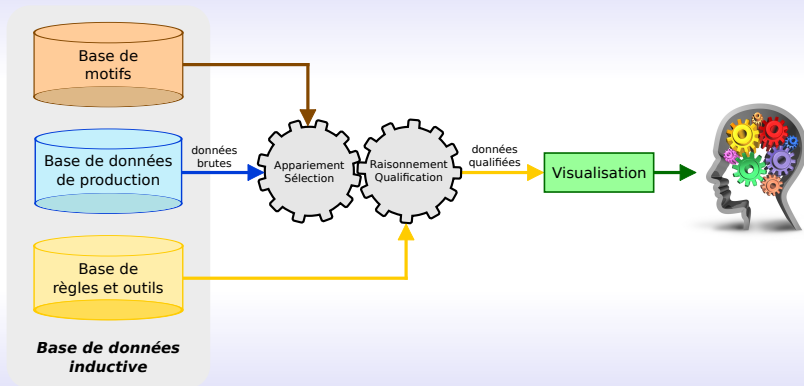 Base de
motifs
Base de données
de production
Base de
règles et outils
Base de données
inductive
données
brutes
Appariement
Sélection
Raisonnement
Qualification
données
qualifiées
Visualisation